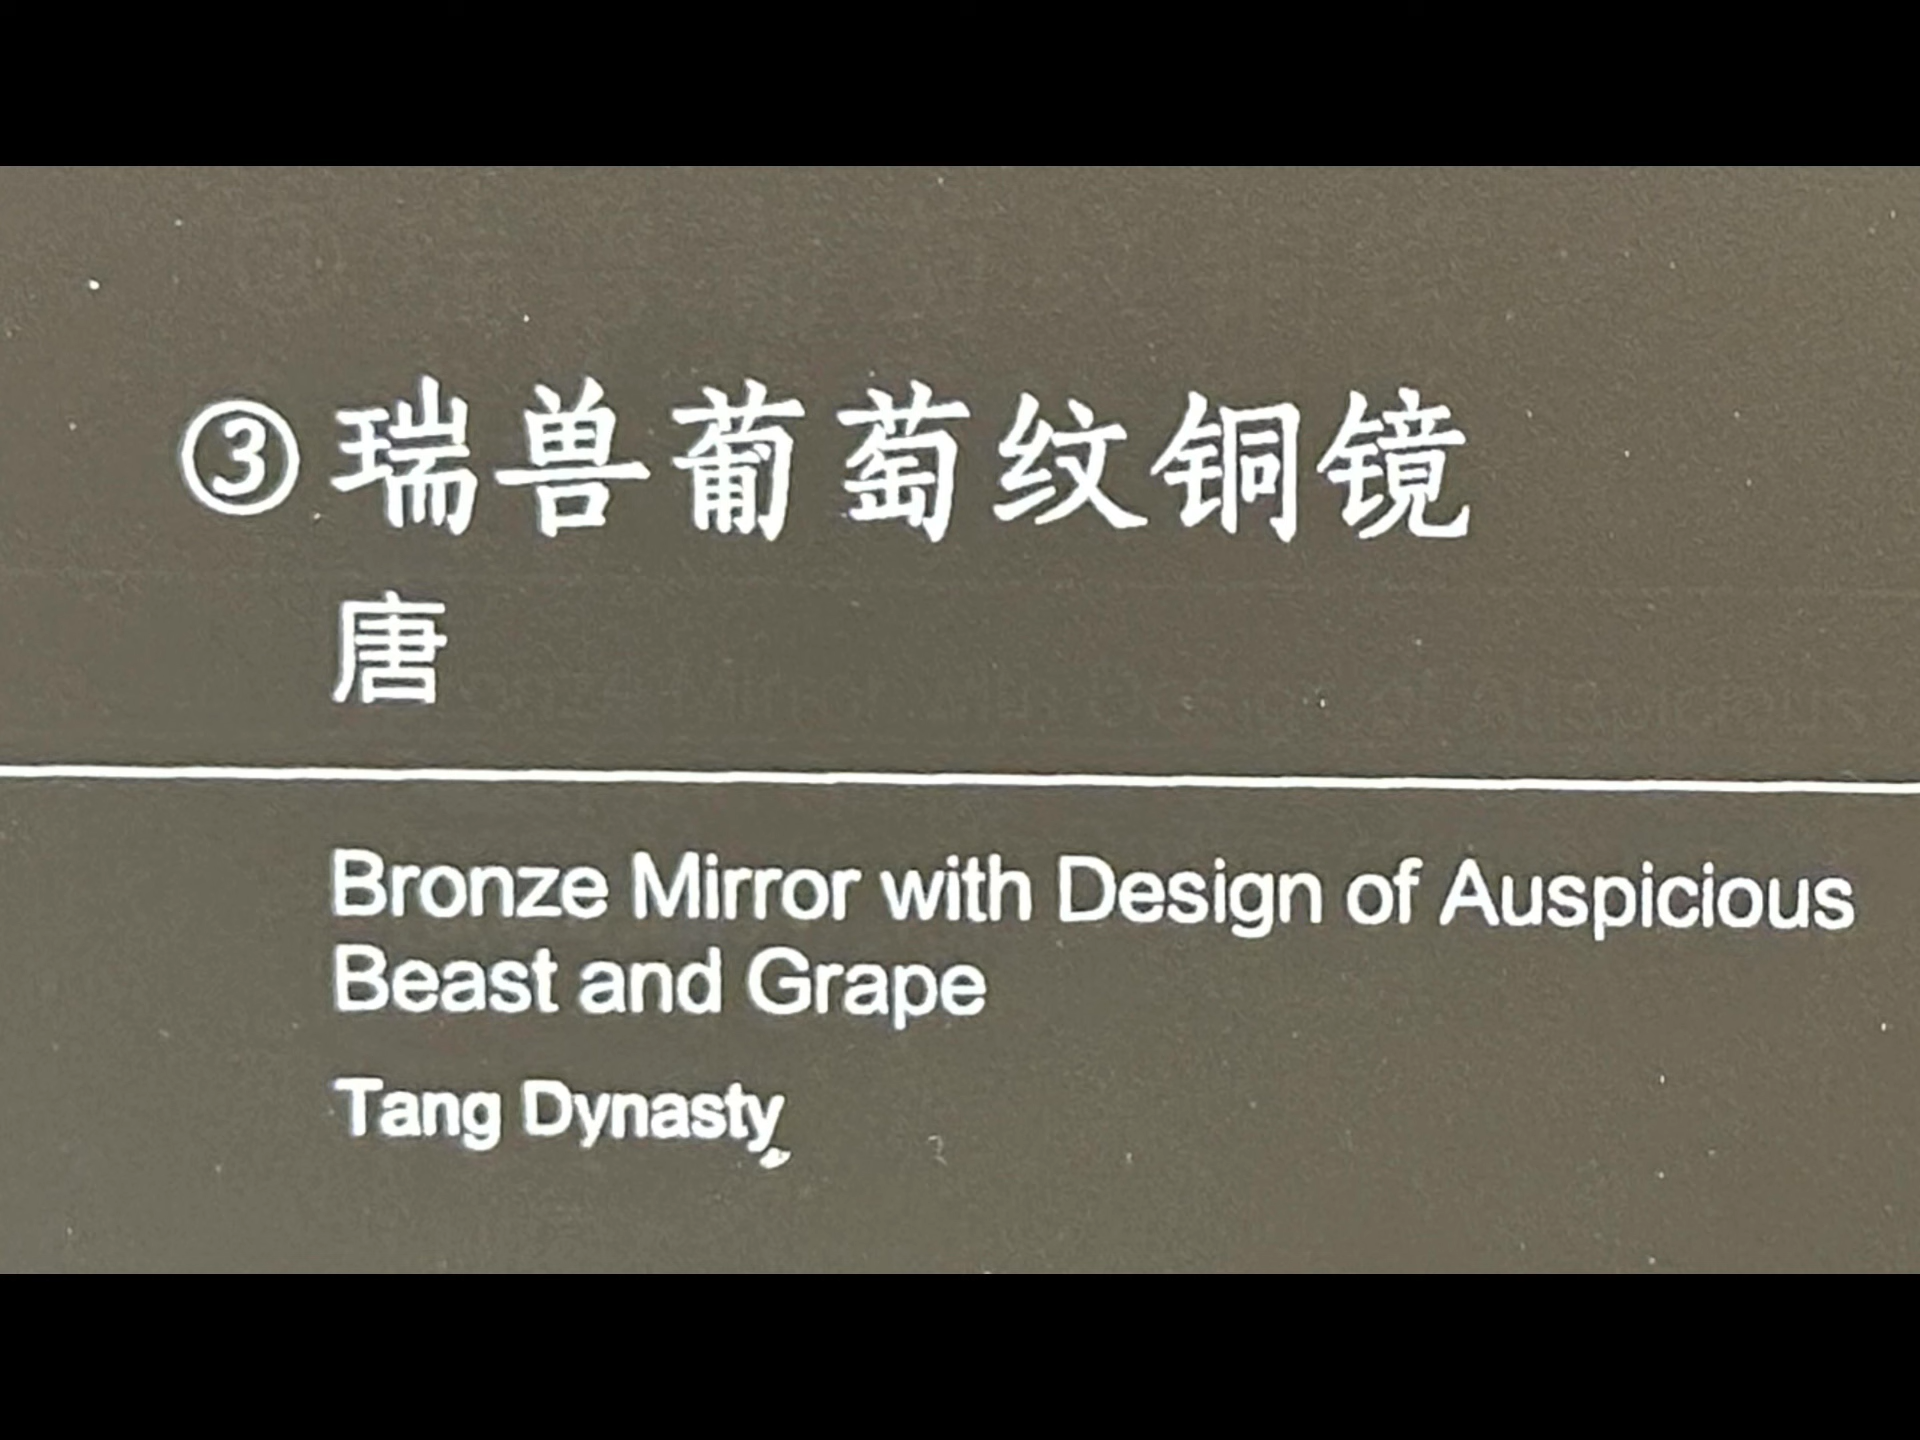 ③瑞兽葡萄纹铜镜
唐
Bronze Mirror with Design of Auspicious
Beast and Grape
Tang Dynasty